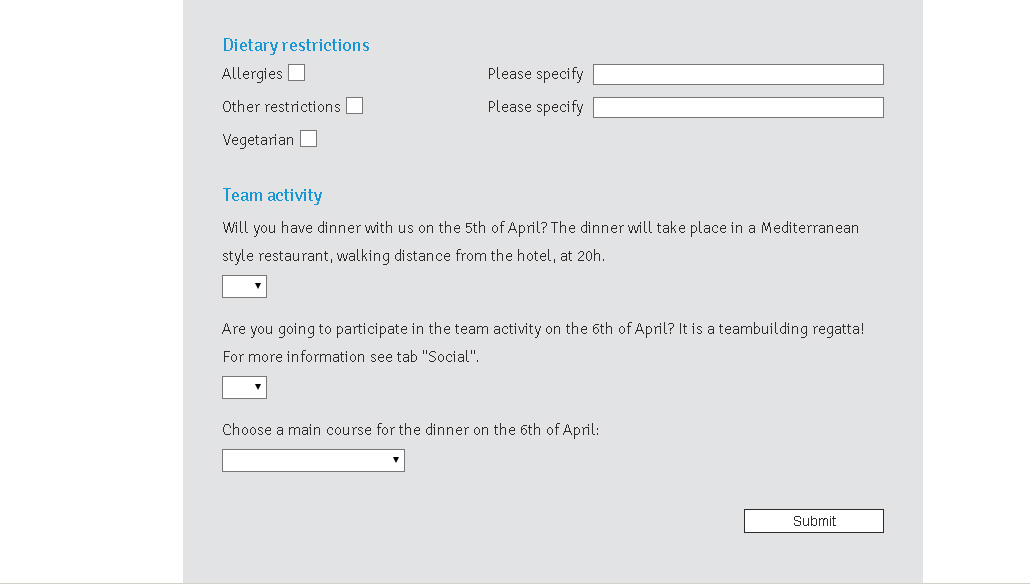 Dietary restrictions
Allergies Please specify
Other restrictions Please specify
Vegetarian
Team activity
Will you have dinner with us on the 5th of April? The dinner will take place in a Mediterranean
style restaurant, walking distance from the hotel, at 20h.
Are you going to participate in the team activity on the 6th of April? It is a teambuilding regatta!
For more information see tab "Social".
Choose a main course for the dinner on the 6th of April:
Submit